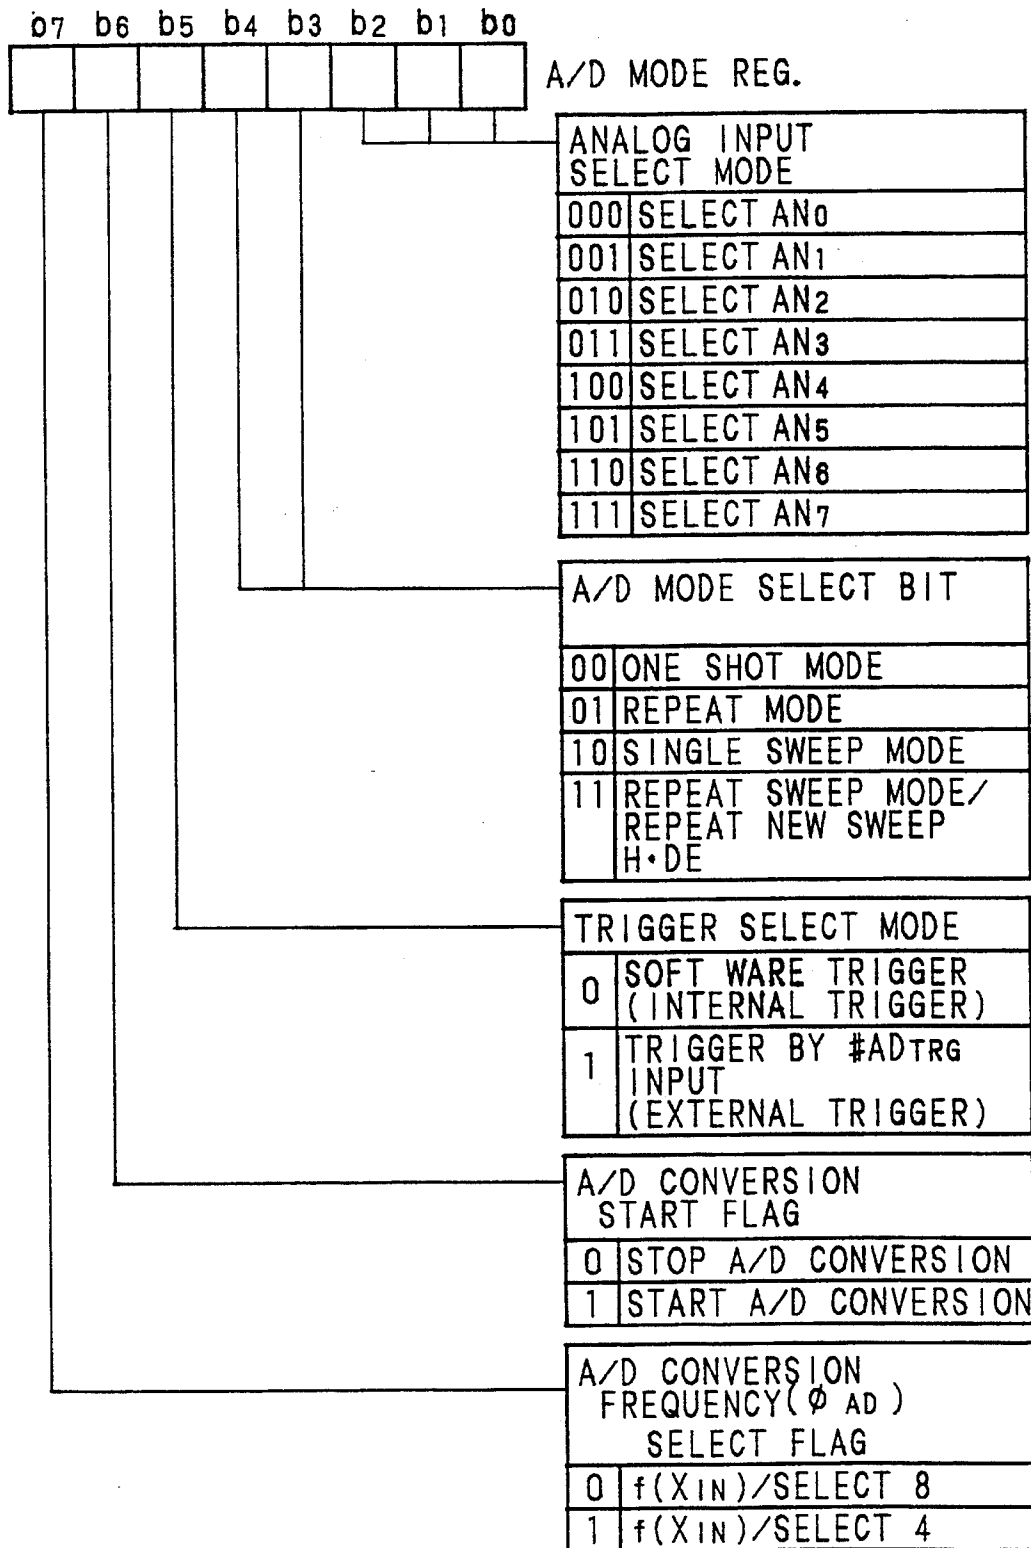 b7 b6 b5 b4 b3 b2 b1 b0
A/D MODE REG.
ANALOG INPUT
SELECT MODE
000 SELECT AN0
001 SELECT AN1
010 SELECT AN2
011 SELECT AN3
100 SELECT AN4
101 SELECT AN5
110 SELECT AN6
111 SELECT AN7
A/D MODE SELECT BIT
00 ONE SHOT MODE
01 REPEAT MODE
10 SINGLE SWEEP MODE
11 REPEAT SWEEP MODE/
REPEAT NEW SWEEP
H•DE
TRIGGER SELECT MODE
0 SOFT WARE TRIGGER
(INTERNAL TRIGGER)
1 TRIGGER BY #ADTRG
INPUT
(EXTERNAL TRIGGER)
A/D CONVERSION
START FLAG
0 STOP A/D CONVERSION
1 START A/D CONVERSION
A/D CONVERSION
FREQUENCY(Ø AD )
SELECT FLAG
0 f(XIN)/SELECT 8
1 f(XIN)/SELECT 4